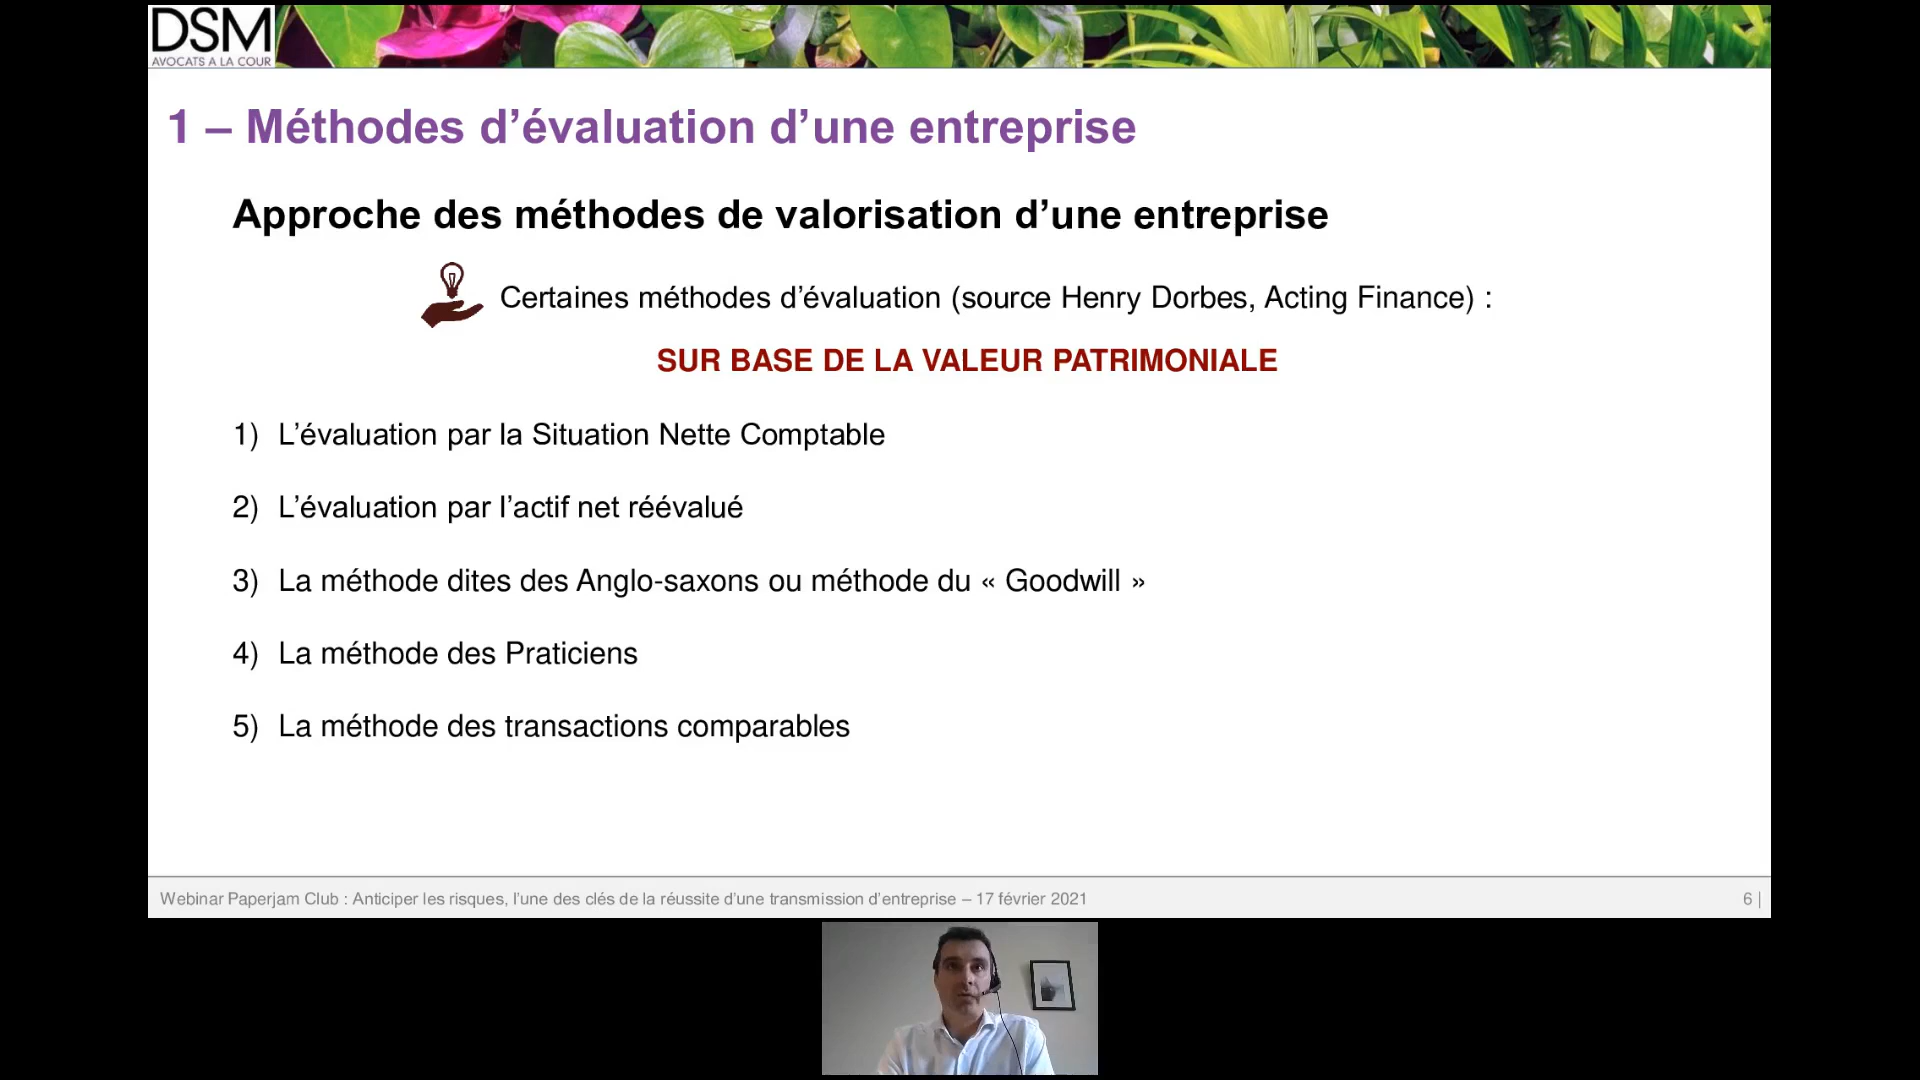 DSM
AVOCATS A LA COUR
1 – Méthodes d’évaluation d’une entreprise
Approche des méthodes de valorisation d’une entreprise
Certaines méthodes d’évaluation (source Henry Dorbes, Acting Finance) :
SUR BASE DE LA VALEUR PATRIMONIALE
1) L’évaluation par la Situation Nette Comptable
2) L’évaluation par l’actif net réévalué
3) La méthode dites des Anglo-saxons ou méthode du « Goodwill »
4) La méthode des Praticiens
5) La méthode des transactions comparables
Webinar Paperjam Club : Anticiper les risques, l’une des clés de la réussite d’une transmission d’entreprise – 17 février 2021
6 |